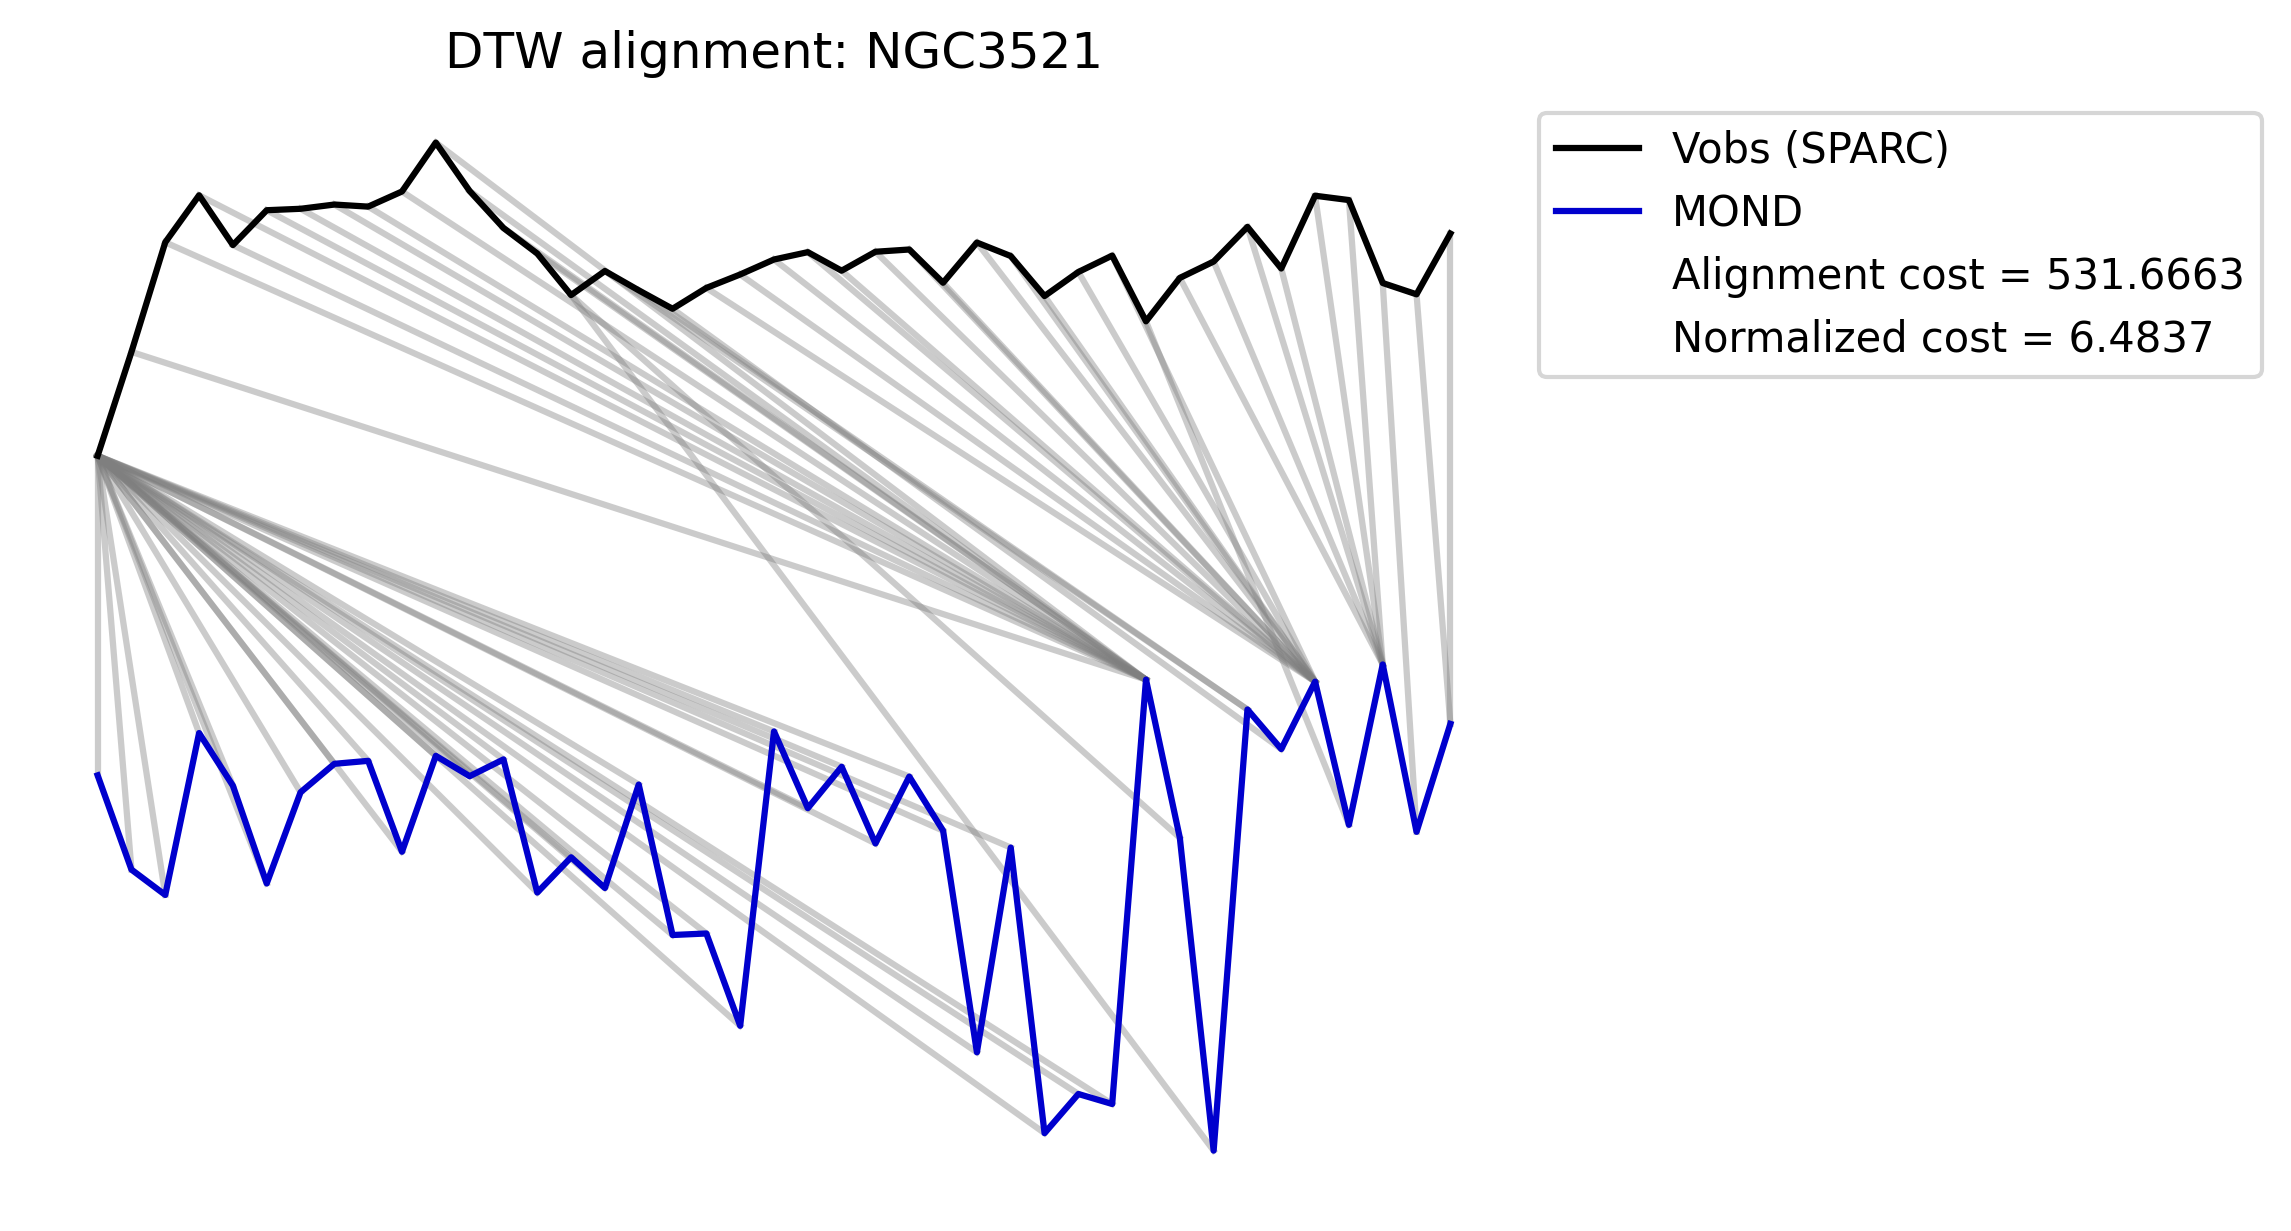 DTW alignment: NGC3521
Vobs (SPARC)
MOND
Alignment cost = 531.6663
Normalized cost = 6.4837